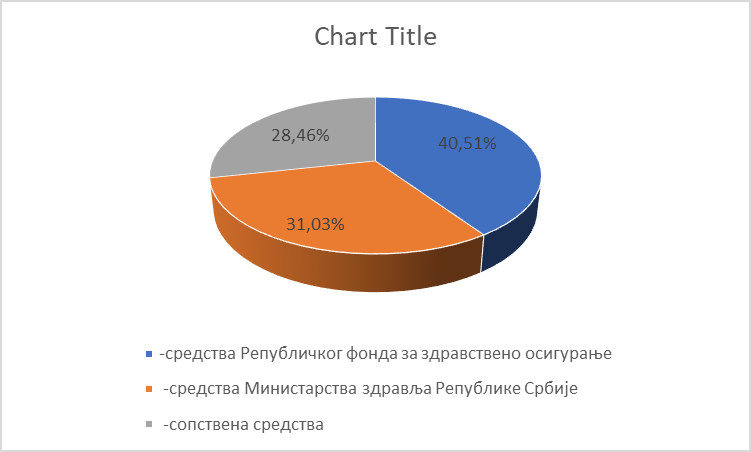 Chart Title
28,46%
40,51%
31,03%
-средства Републичког фонда за здравствено осигурање
-средства Министарства здравља Републике Србије
-сопствена средства